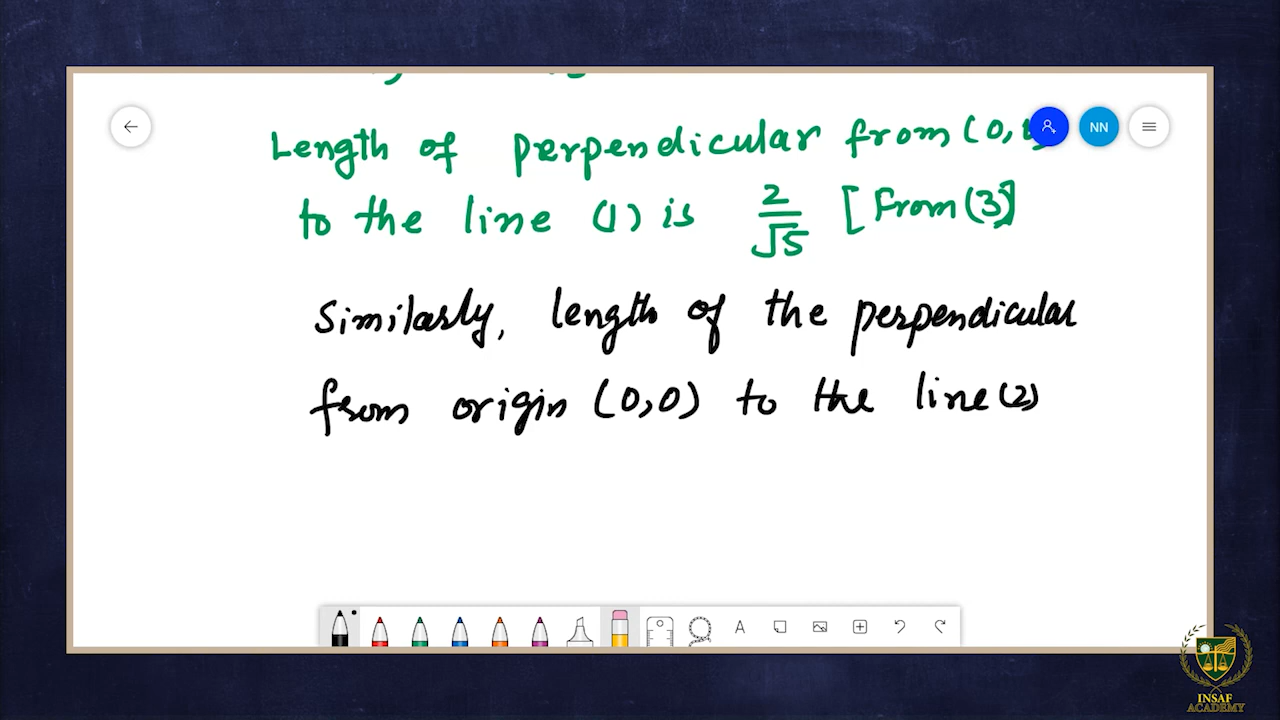 Length of perpendicular from (0,
to the line (1) is 2/√5 [From (3)]
NN
Similarly, length of the perpendicular
from origin (0,0) to the line (2)
A
INSAF
ACADEMY